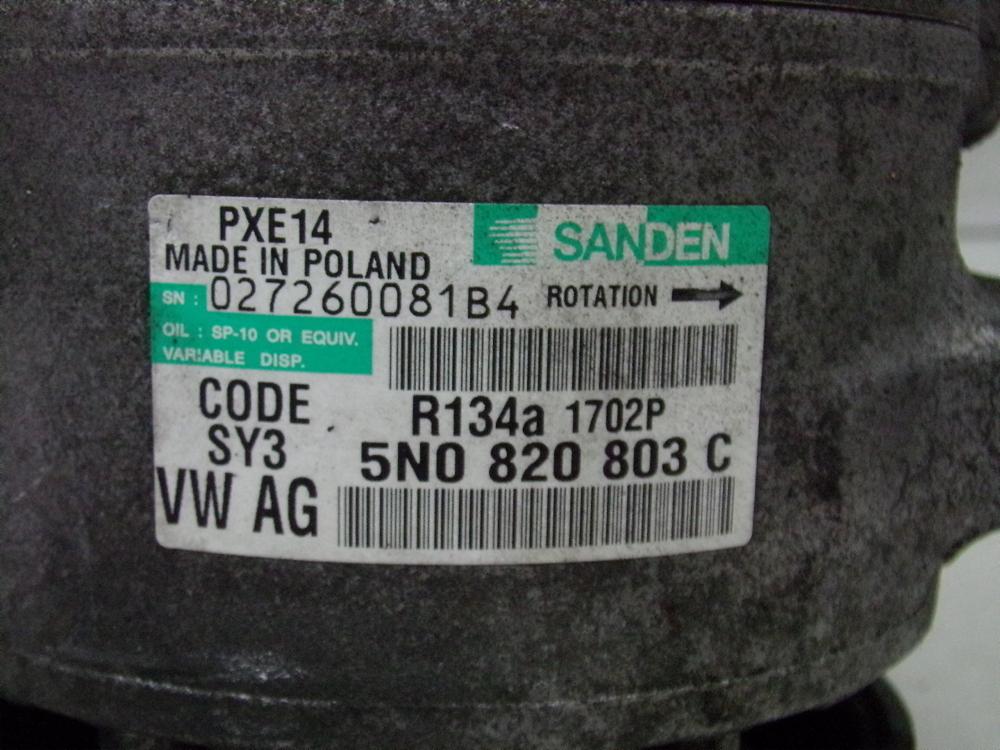 PXE14
SANDEN
MADE IN POLAND
SN : 027260081B4
ROTATION
OIL : SP-10 OR EQUIV.
VARIABLE DISP.
CODE
SY3
R134a 1702P
5N0 820 803 C
VW AG